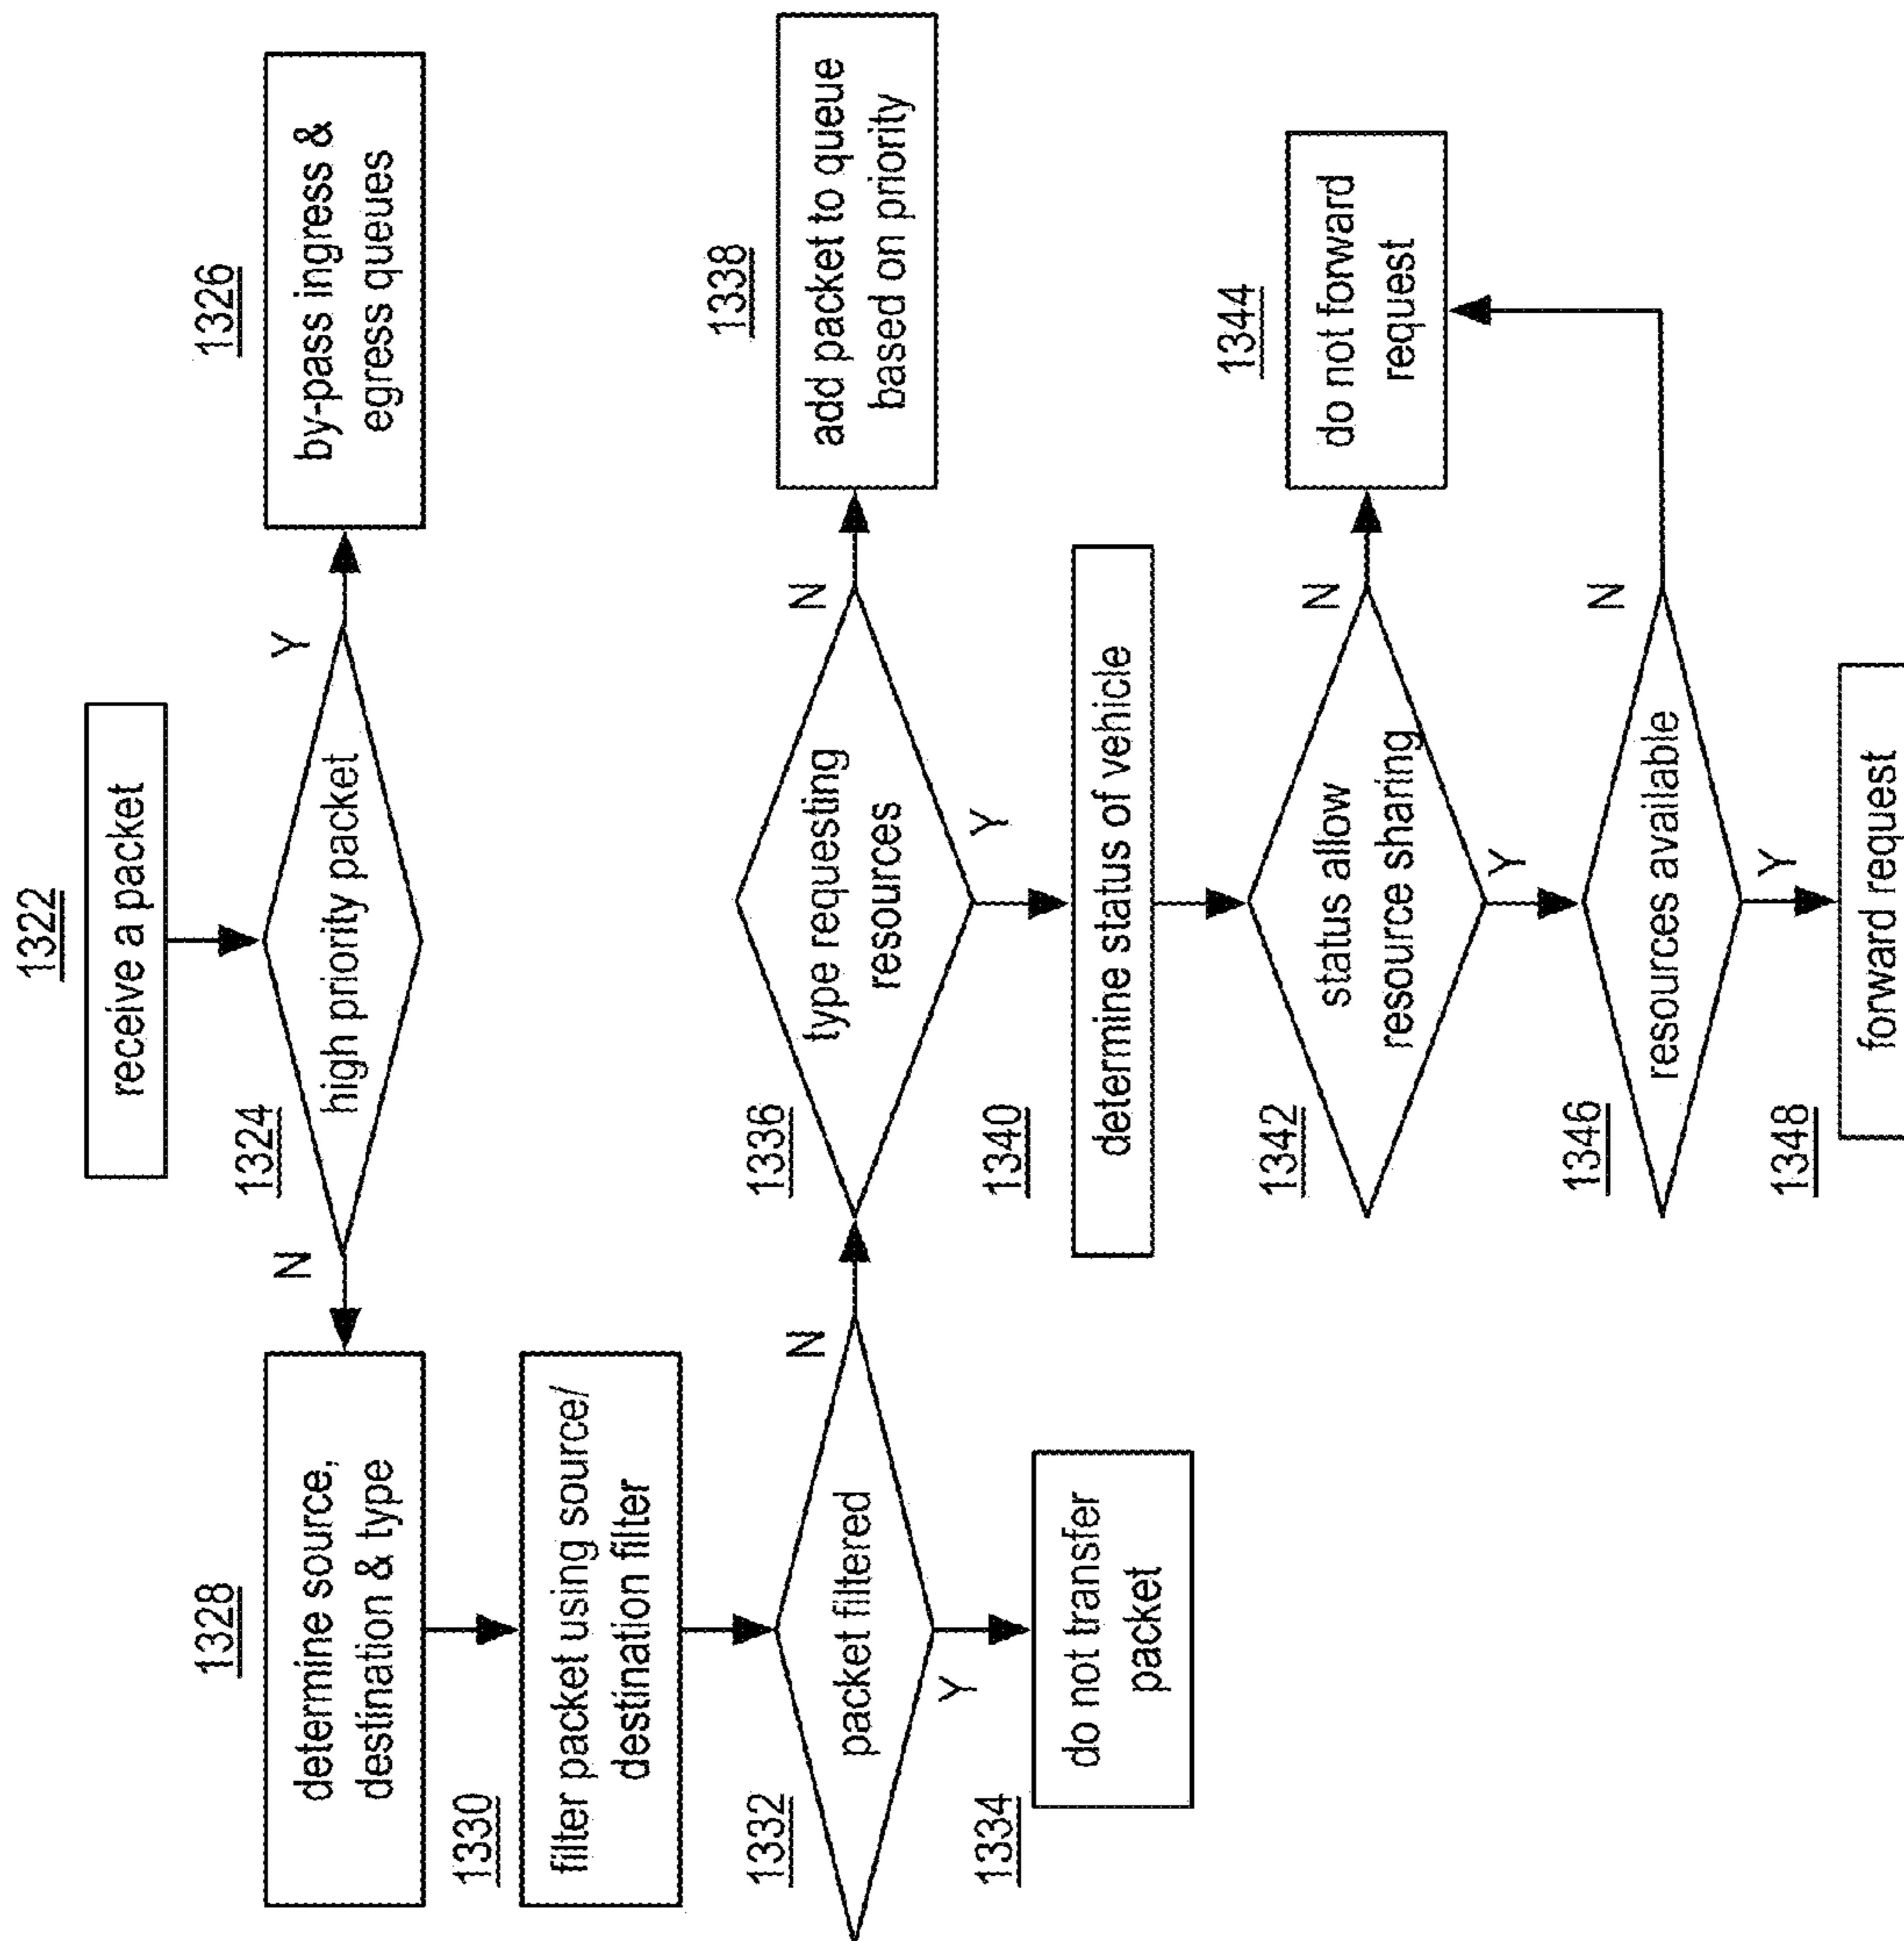 1322
receive a packet
1324
high priority packet
Y
N
1326
by-pass ingress &
egress queues
1328
determine source,
destination & type
1330
filter packet using source/
destination filter
1332
packet filtered
N
Y
1334
do not transfer
packet
1336
type requesting
resources
N
Y
1338
add packet to queue
based on priority
1340
determine status of vehicle
1342
status allow
resource sharing
N
Y
1344
do not forward
request
1346
resources available
N
Y
1348
forward request